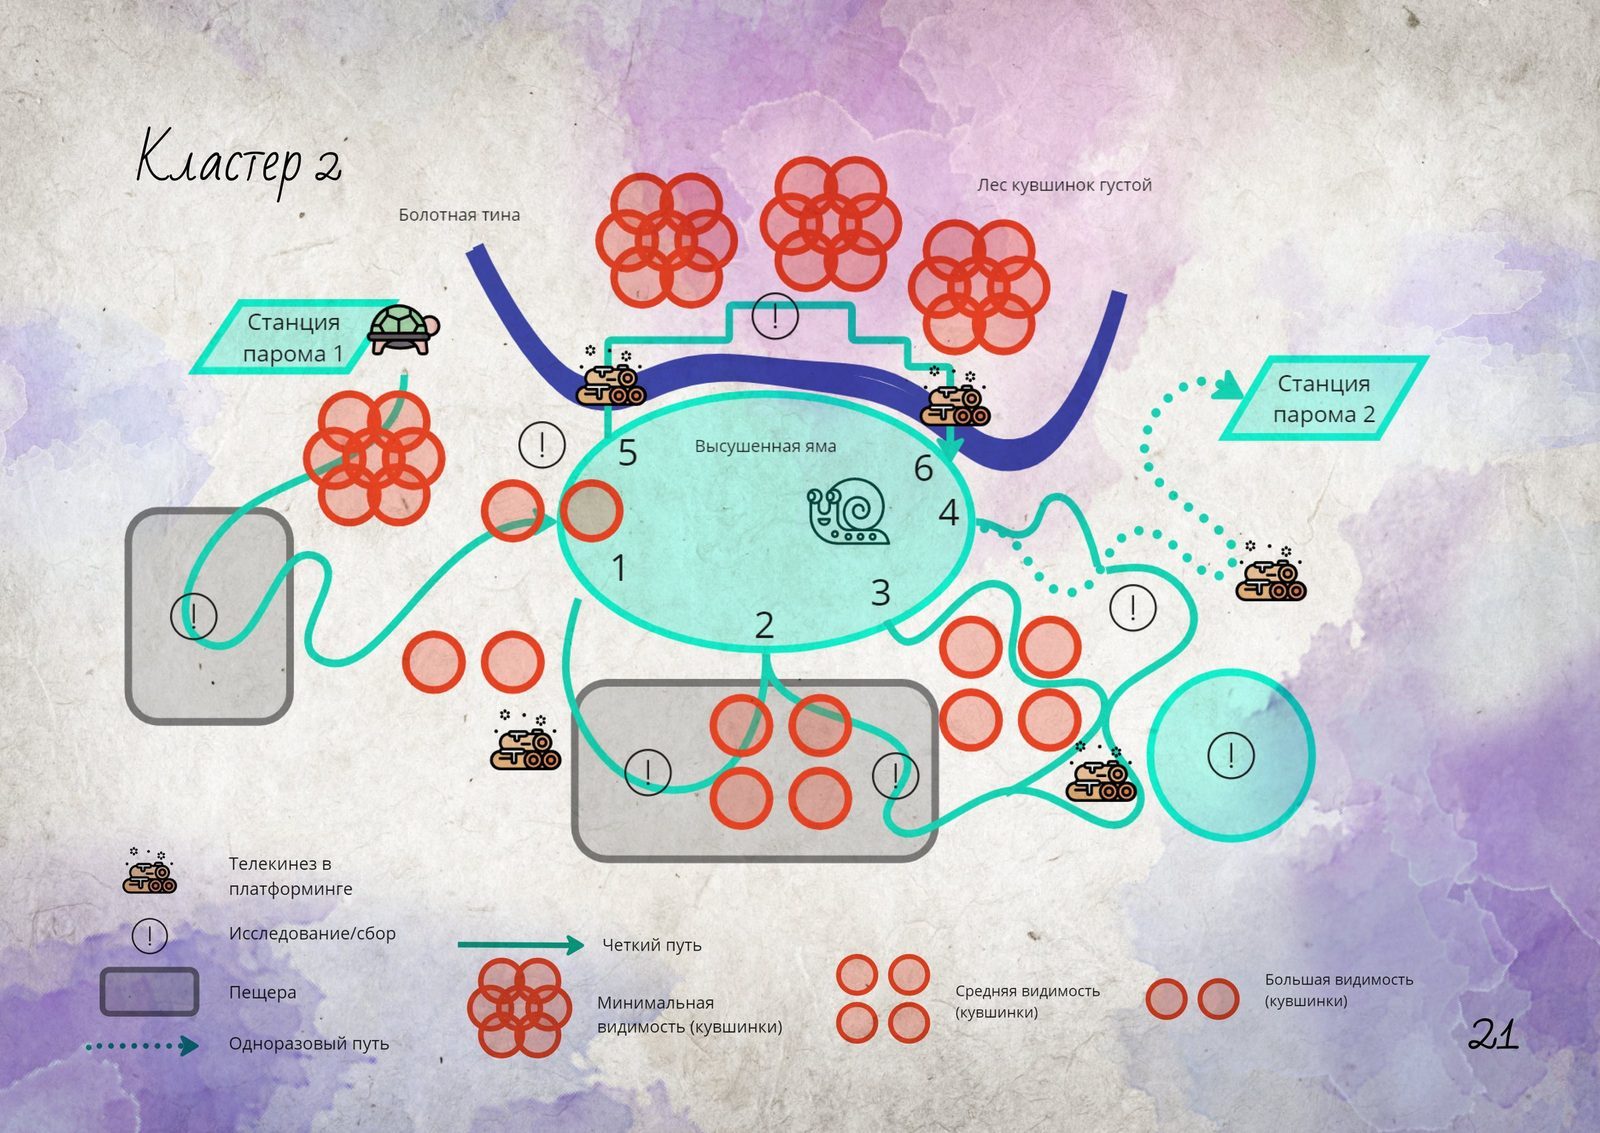 Кластер 2
Болотная тина
Лес кувшинок густой
Станция
парома 1
Станция
парома 2
Высушенная яма
5
6
4
1
3
2
Телекинез в
платформинге
Исследование/сбор
Пещера
Одноразовый путь
Четкий путь
Минимальная
видимость (кувшинки)
Средняя видимость
(кувшинки)
Большая видимость
(кувшинки)
21